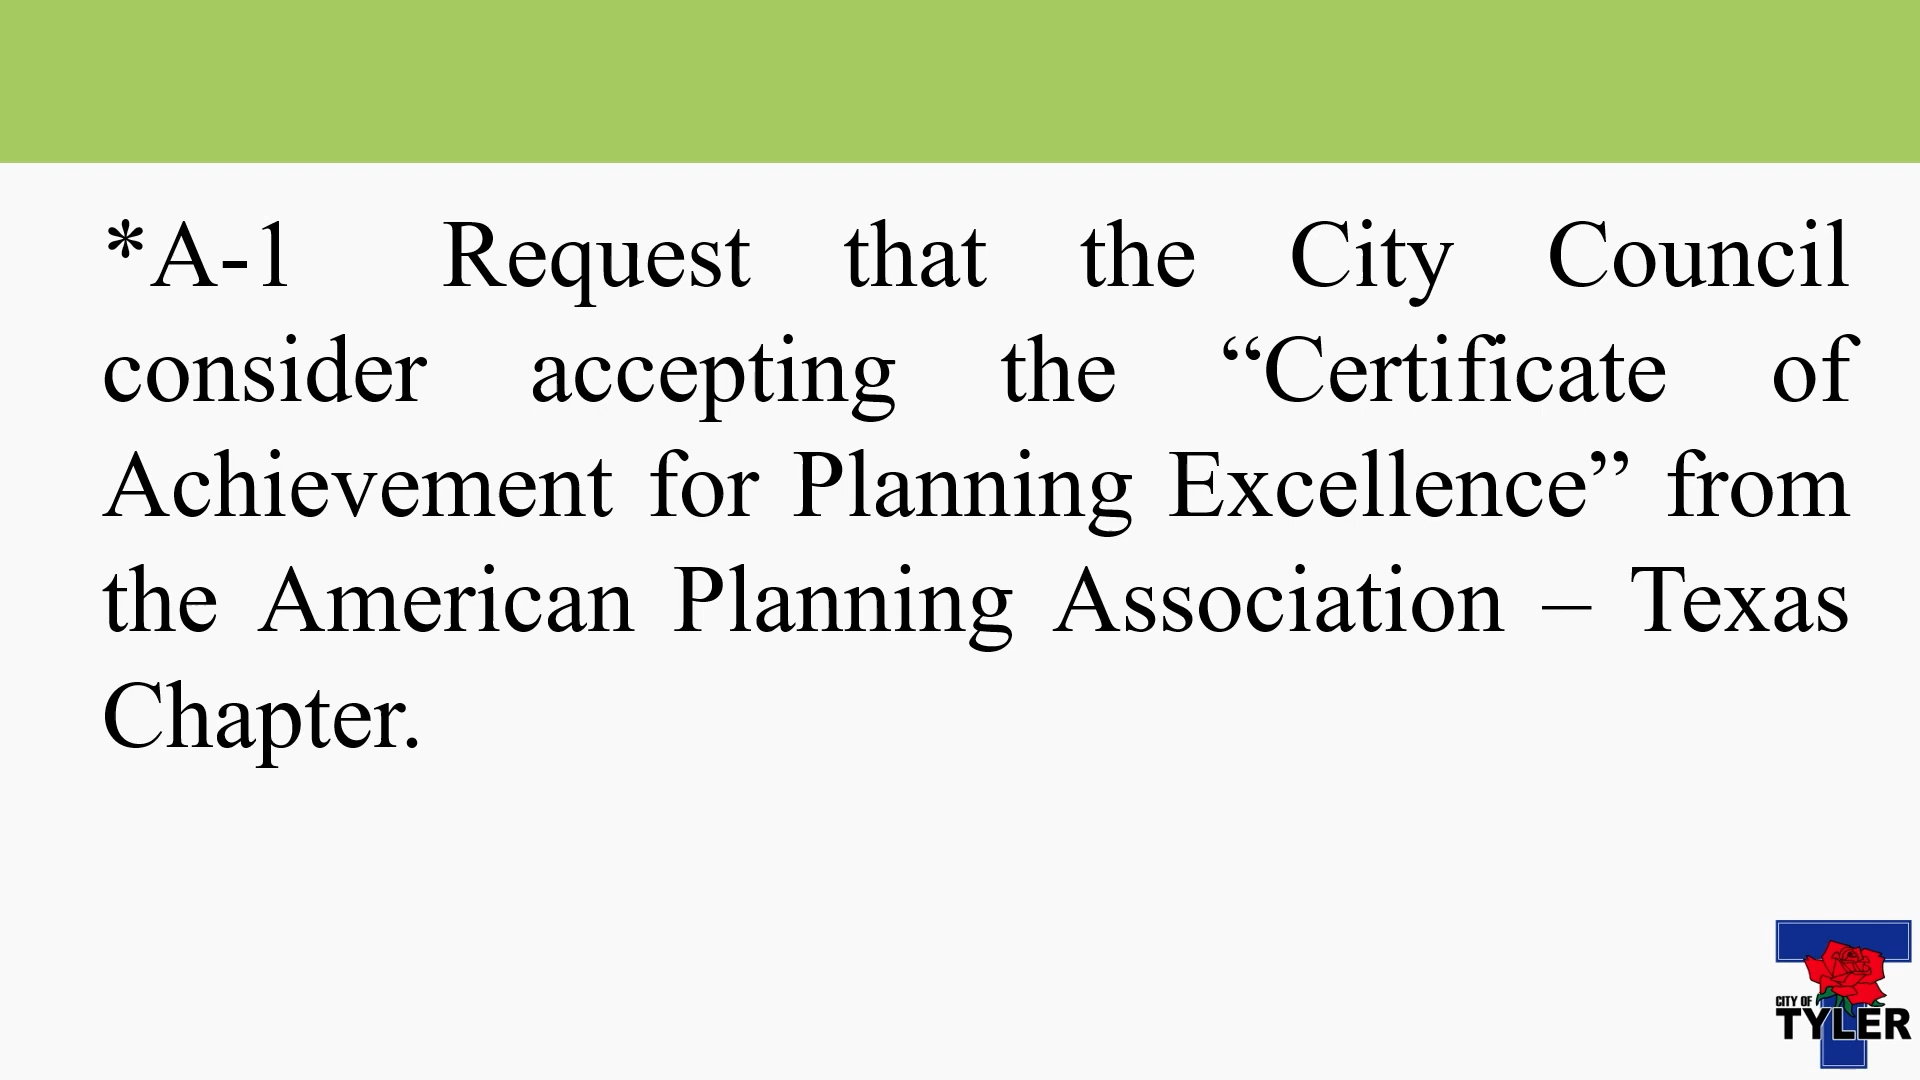 *A-1 Request that the City Council
consider accepting the “Certificate of
Achievement for Planning Excellence” from
the American Planning Association – Texas
Chapter.
CITY OF
TYLER